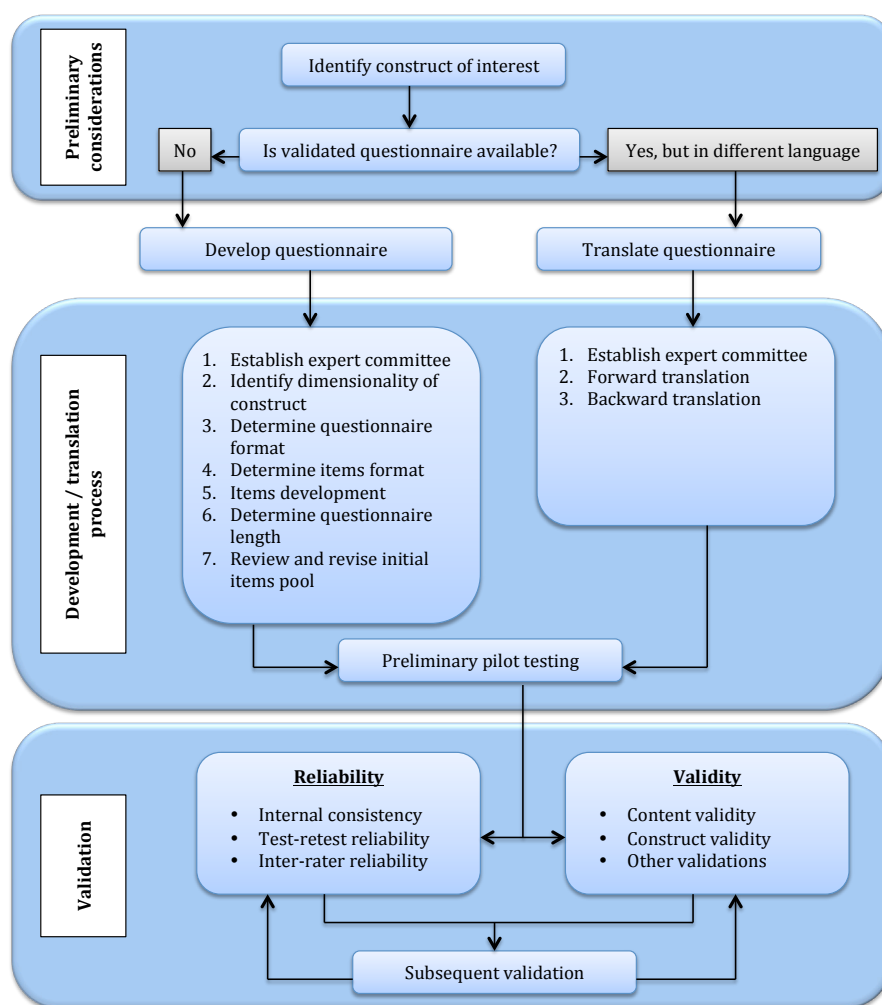 Preliminary
considerations
Identify construct of interest
No
Is validated questionnaire available?
Yes, but in different language
Develop questionnaire
Translate questionnaire
Development / translation
process
1. Establish expert committee
2. Identify dimensionality of
construct
3. Determine questionnaire
format
4. Determine items format
5. Items development
6. Determine questionnaire
length
7. Review and revise initial
items pool
1. Establish expert committee
2. Forward translation
3. Backward translation
Preliminary pilot testing
Validation
Reliability
• Internal consistency
• Test-retest reliability
• Inter-rater reliability
Validity
• Content validity
• Construct validity
• Other validations
Subsequent validation